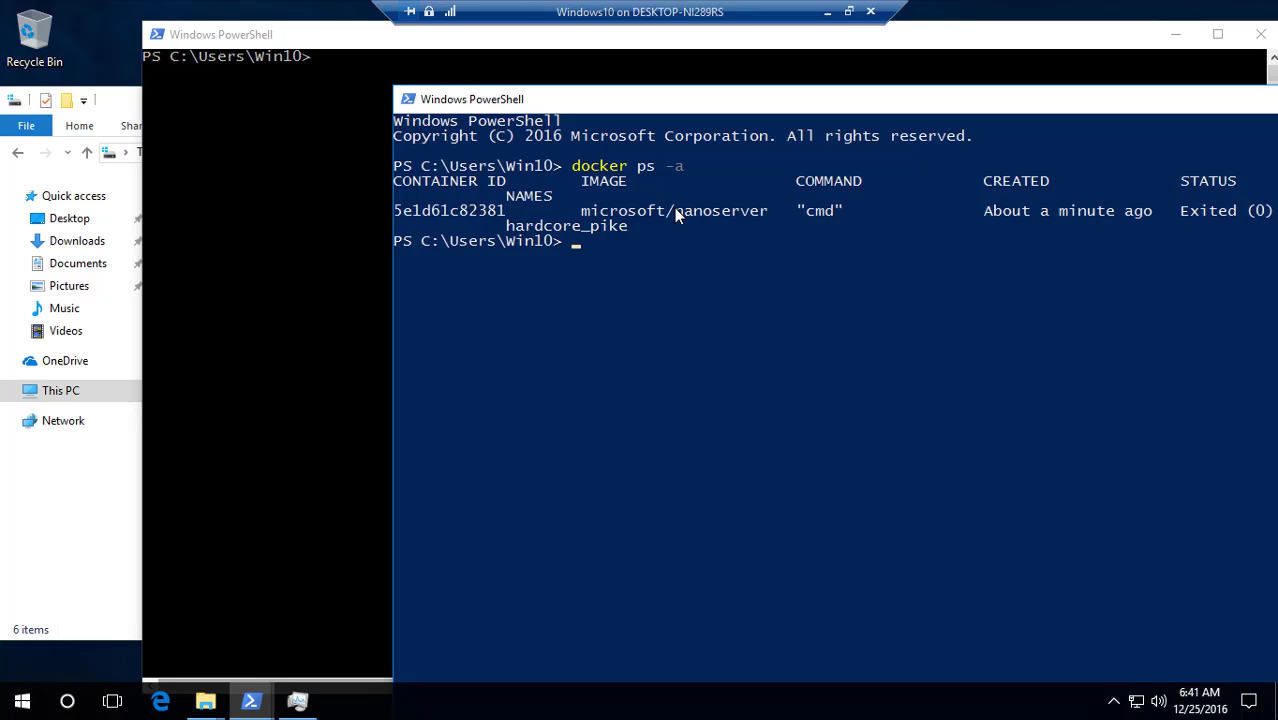 Windows10 on DESKTOP-NI289RS
Recycle Bin
Windows PowerShell
PS C:\Users\Win10>
File Home Shar
Quick access
Desktop
Downloads
Documents
Pictures
Music
Videos
OneDrive
This PC
Network
6 items
Windows PowerShell
Windows PowerShell
Copyright (C) 2016 Microsoft Corporation. All rights reserved.
PS C:\Users\Win10> docker ps -a
CONTAINER ID IMAGE COMMAND CREATED STATUS
NAMES
5e1d61c82381 microsoft/nanoserver "cmd" About a minute ago Exited (0)
hardcore_pike
PS C:\Users\Win10>
6:41 AM
12/25/2016